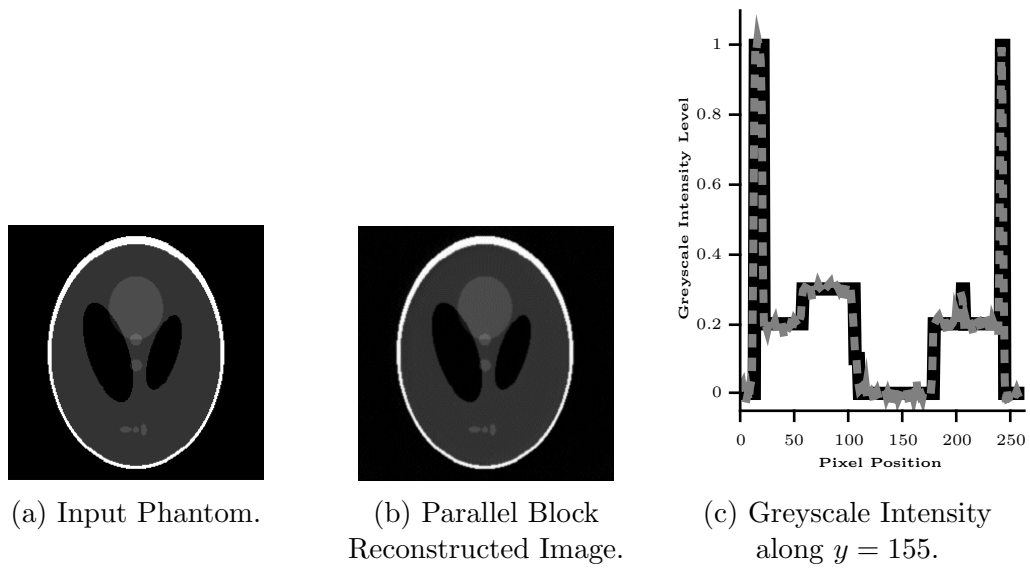 1
0.8
0.6
0.4
0.2
0
Greyscale Intensity Level
0 50 100 150 200 250
Pixel Position
(a) Input Phantom.
(b) Parallel Block
Reconstructed Image.
(c) Greyscale Intensity
along y = 155.